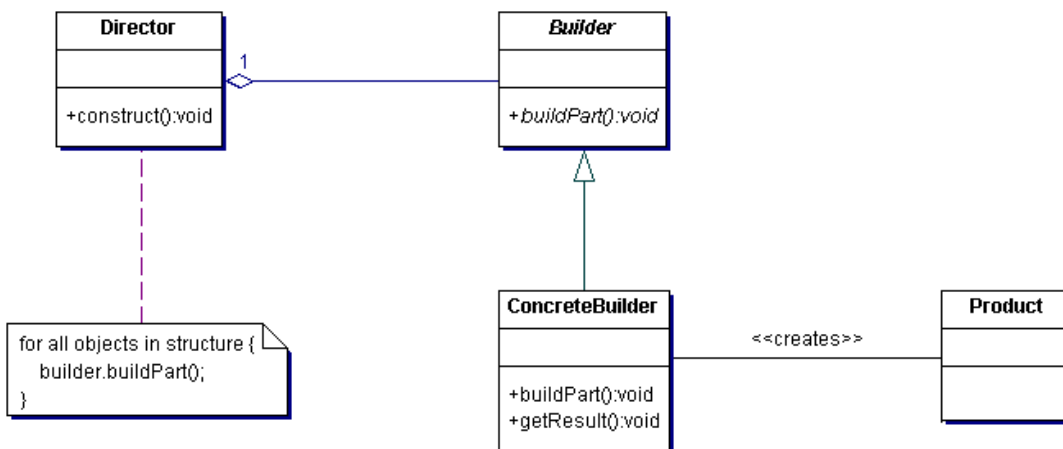 Director
+construct():void
1
Builder
+buildPart():void
for all objects in structure {
builder.buildPart();
}
ConcreteBuilder
+buildPart():void
+getResult():void
<<creates>>
Product